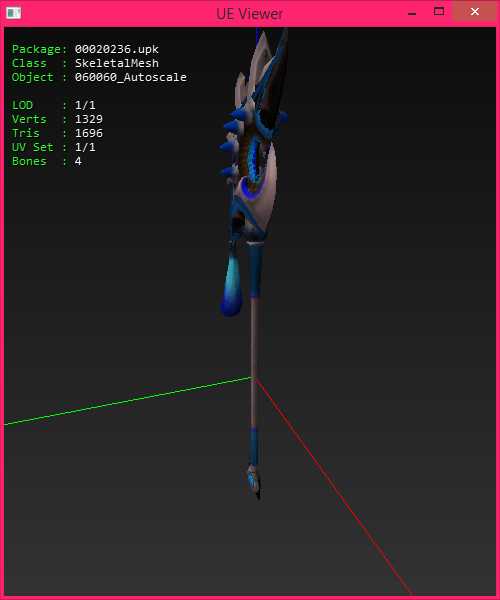 UE Viewer
Package: 00020236.upk
Class : SkeletalMesh
Object : 060060_Autoscale
LOD : 1/1
Verts : 1329
Tris : 1696
UV Set : 1/1
Bones : 4